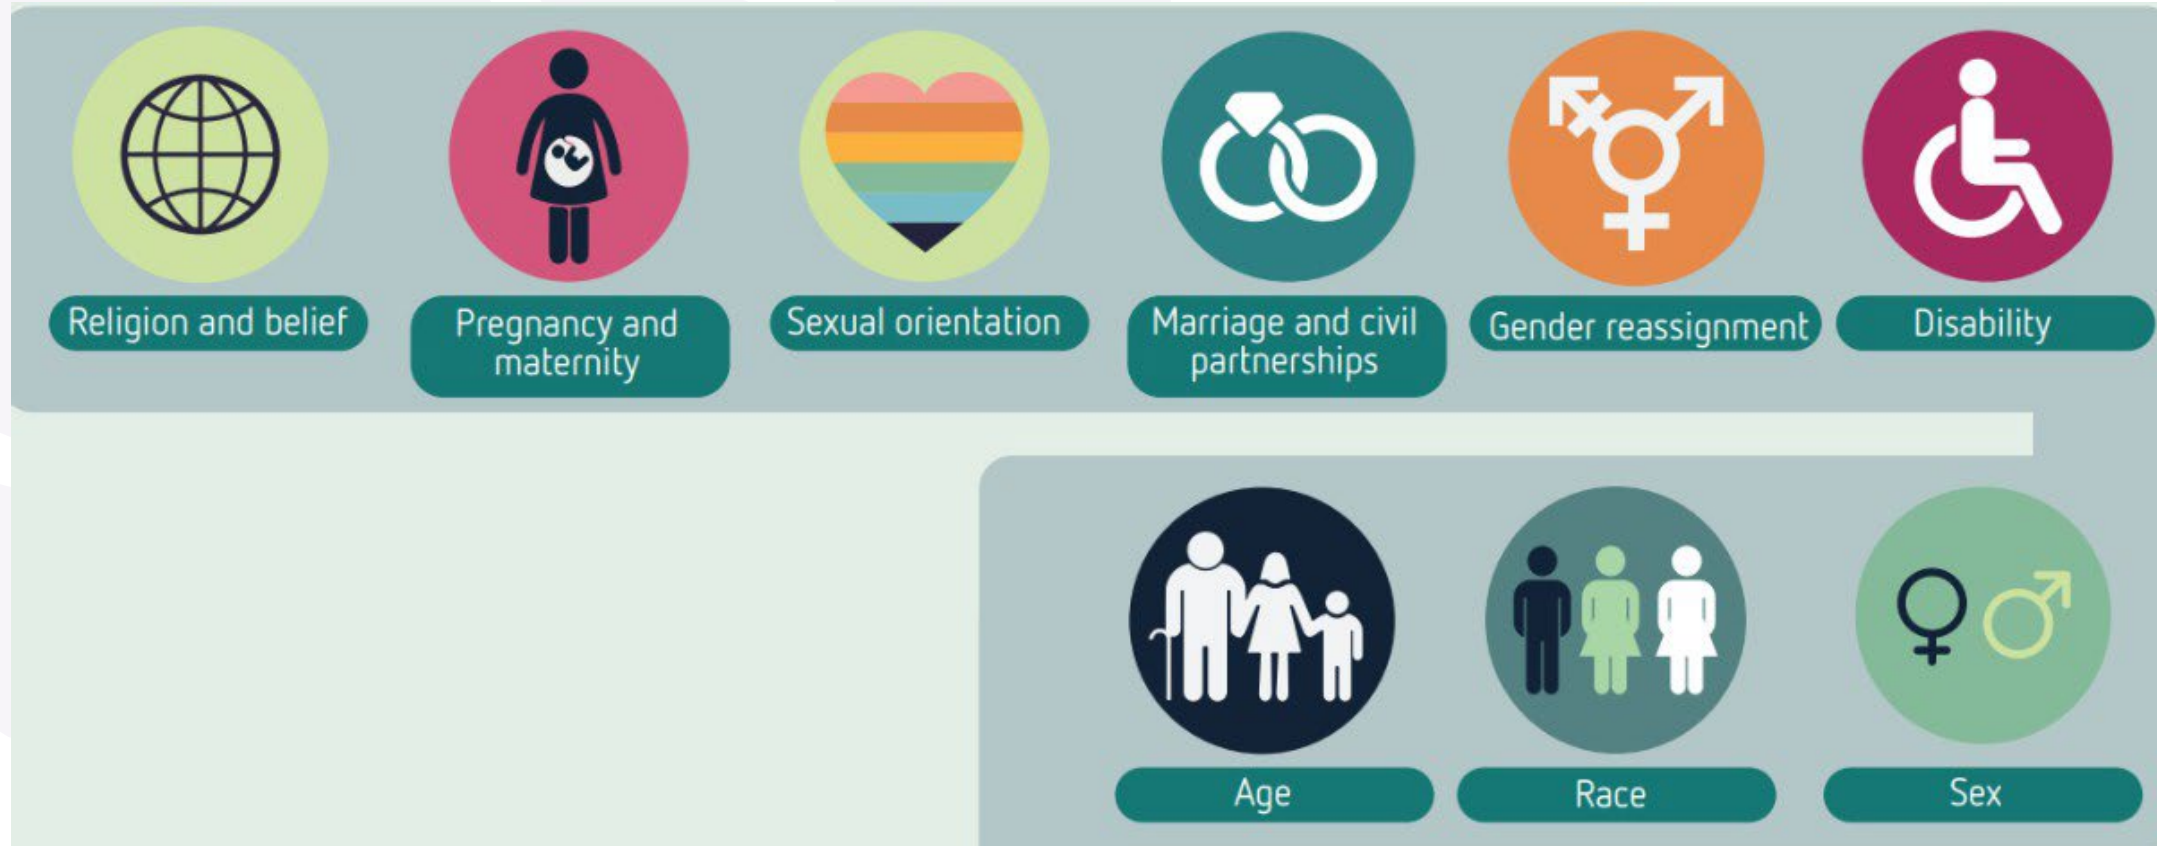 Religion and belief
Pregnancy and
maternity
Sexual orientation
Marriage and civil
partnerships
Gender reassignment
Disability
Age
Race
Sex